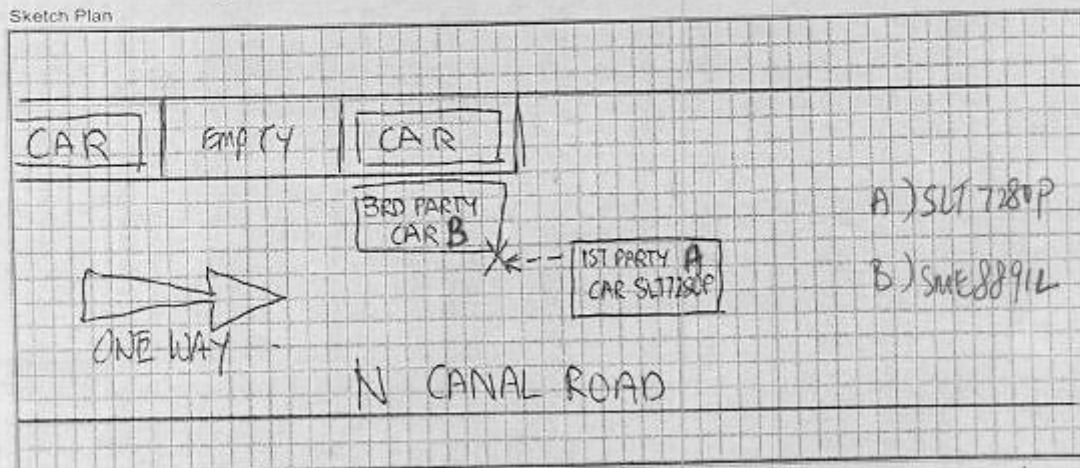 Sketch Plan
CAR
EMPTY
CAR
3RD PARTY
CAR B
1ST PARTY A
CAR SLT7280P
A) SLT 7280P
B) SME8891L
ONE WAY
N CANAL ROAD